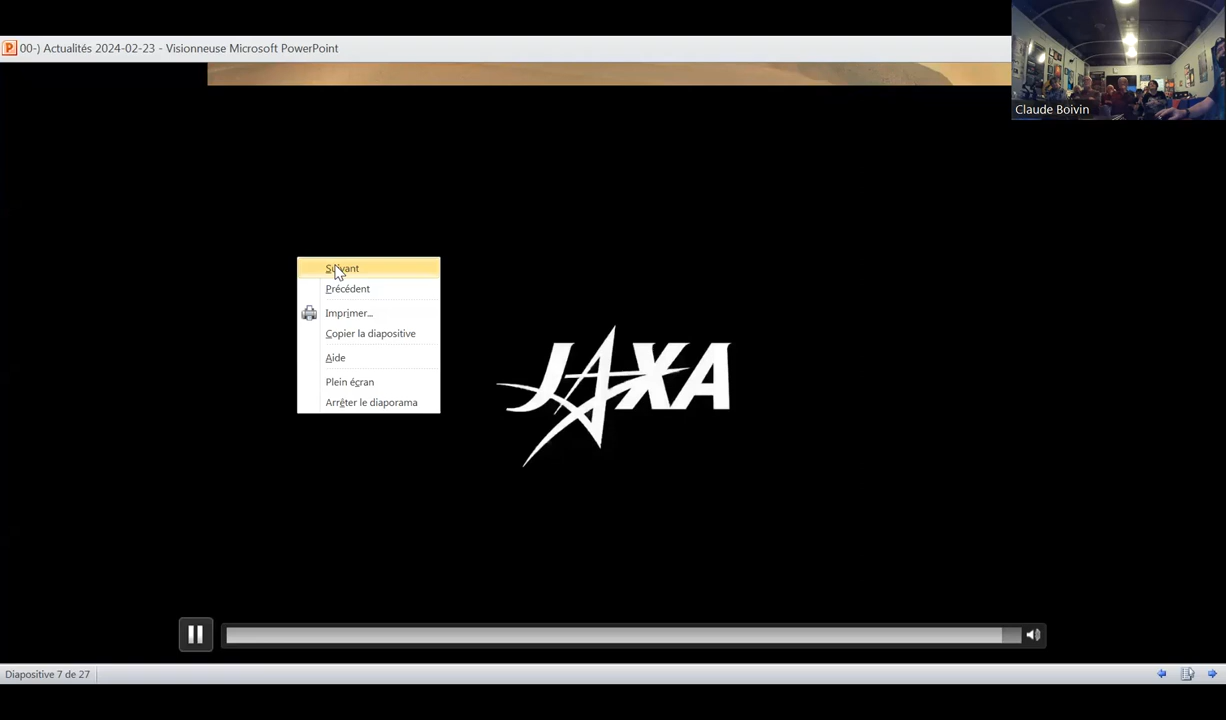 00-) Actualités 2024-02-23 - Visionneuse Microsoft PowerPoint
Claude Boivin
Suivant
Précédent
Imprimer...
Copier la diapositive
Aide
Plein écran
Arrêter le diaporama
JAXA
Diapositive 7 de 27